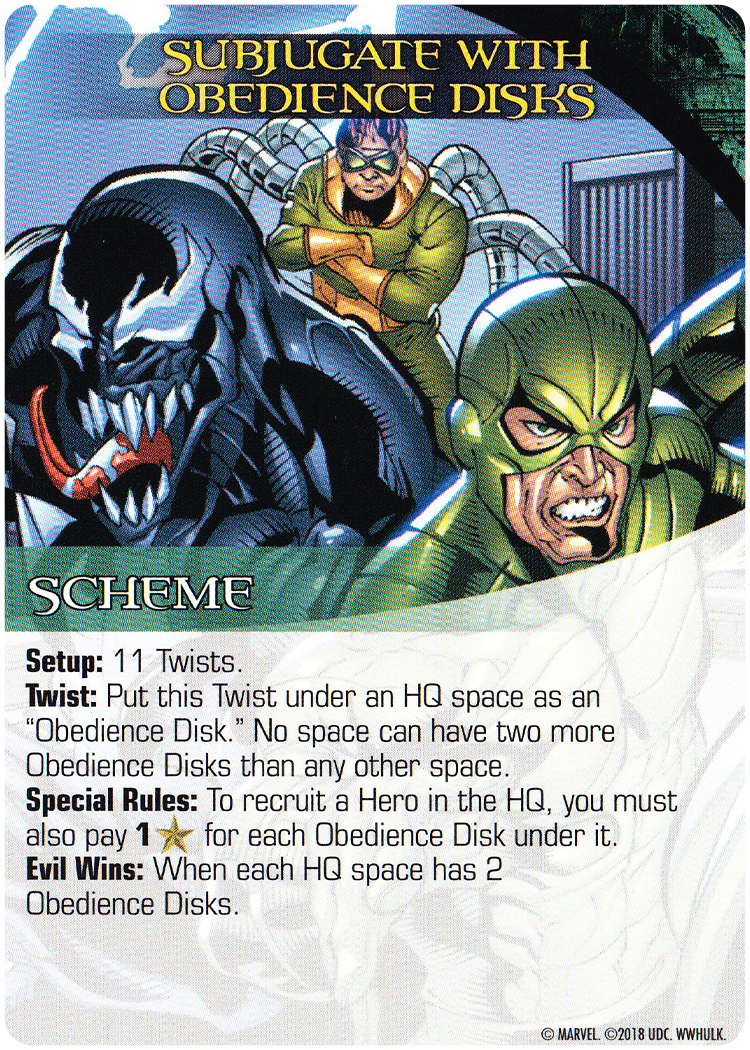 SUBJUGATE WITH
OBEDIENCE DISKS
SCHEME
Setup: 11 Twists.
Twist: Put this Twist under an HQ space as an
“Obedience Disk.” No space can have two more
Obedience Disks than any other space.
Special Rules: To recruit a Hero in the HQ, you must
also pay 1 for each Obedience Disk under it.
Evil Wins: When each HQ space has 2
Obedience Disks.
© MARVEL. ©2018 UDC. WWHULK.